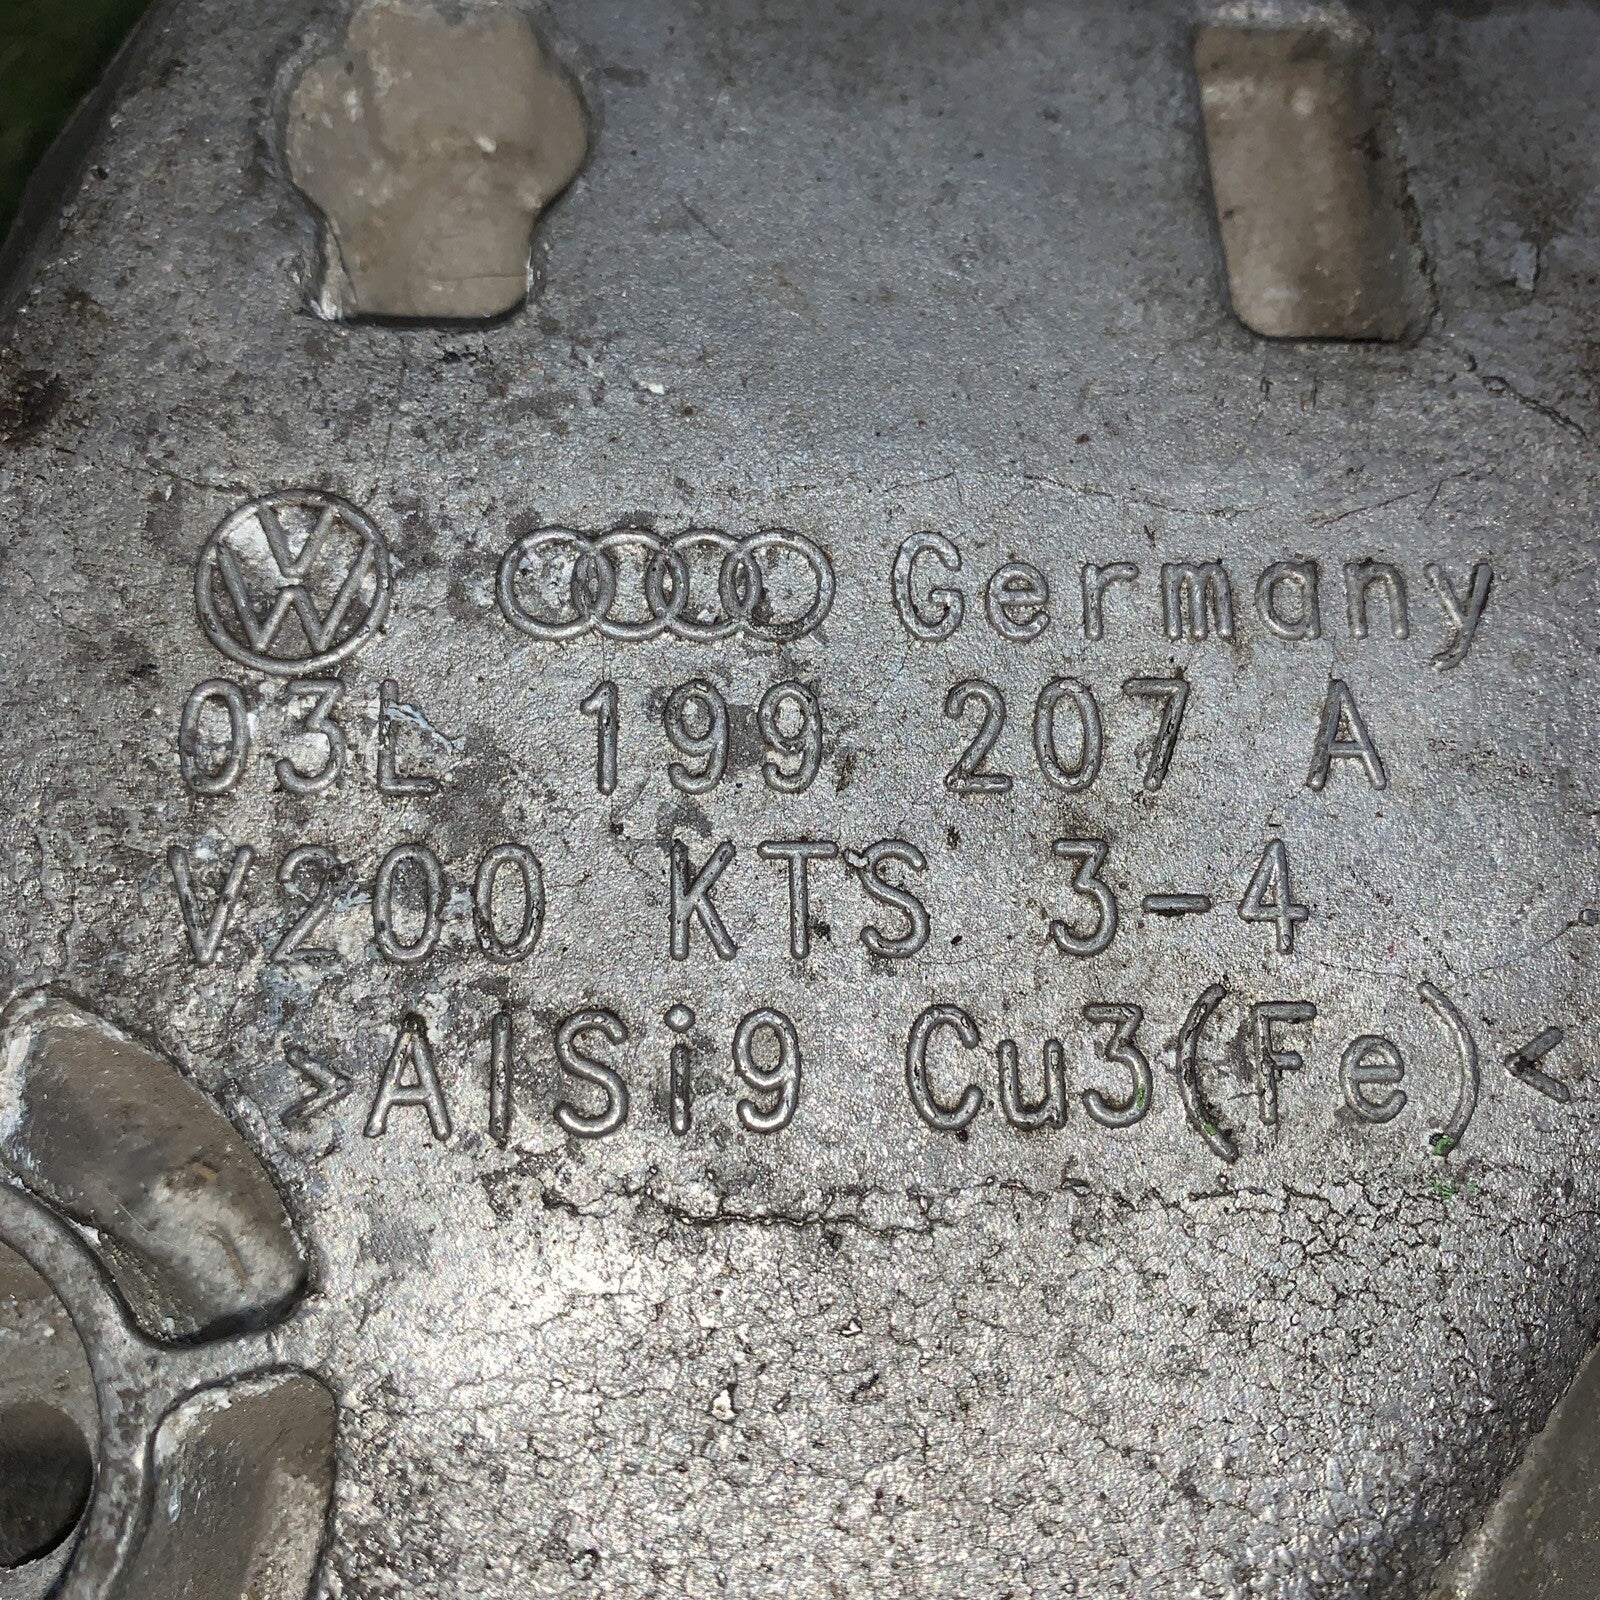 Germany
03L 199 207 A
V200 KTS 3-4
>AlSi9 Cu3(Fe)<